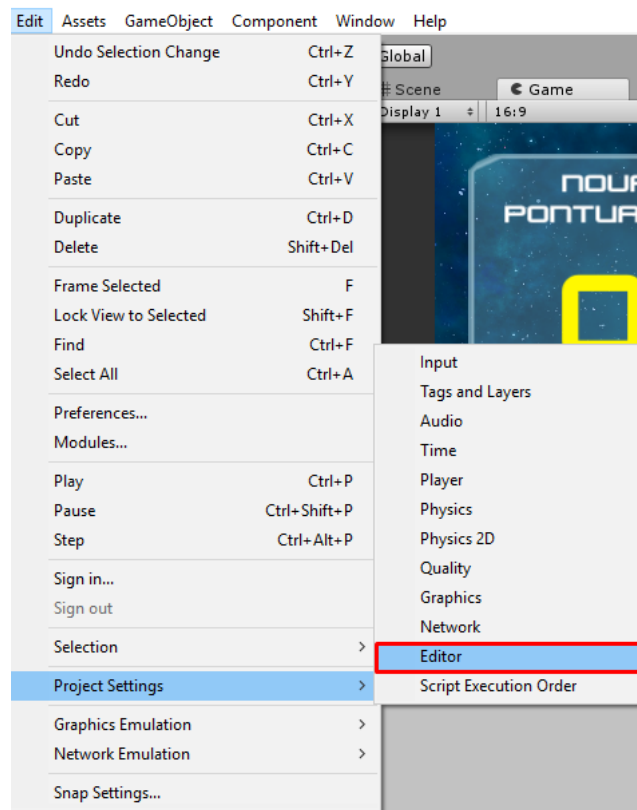 Edit Assets GameObject Component Window Help
Undo Selection Change Ctrl+Z
Redo Ctrl+Y
Cut Ctrl+X
Copy Ctrl+C
Paste Ctrl+V
Duplicate Ctrl+D
Delete Shift+Del
Frame Selected F
Lock View to Selected Shift+F
Find Ctrl+F
Select All Ctrl+A
Preferences...
Modules...
Play Ctrl+P
Pause Ctrl+Shift+P
Step Ctrl+Alt+P
Sign in...
Sign out
Selection >
Project Settings >
Graphics Emulation >
Network Emulation >
Snap Settings...
Global
# Scene Game
Display 1 16:9
NOU
PONTUA
Input
Tags and Layers
Audio
Time
Player
Physics
Physics 2D
Quality
Graphics
Network
Editor
Script Execution Order